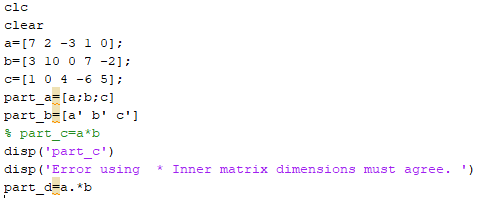 clc
clear
a=[7 2 -3 1 0];
b=[3 10 0 7 -2];
c=[1 0 4 -6 5];
part_a=[a;b;c]
part_b=[a' b' c']
% part_c=a*b
disp('part_c')
disp('Error using  * Inner matrix dimensions must agree. ')
part_d=a.*b